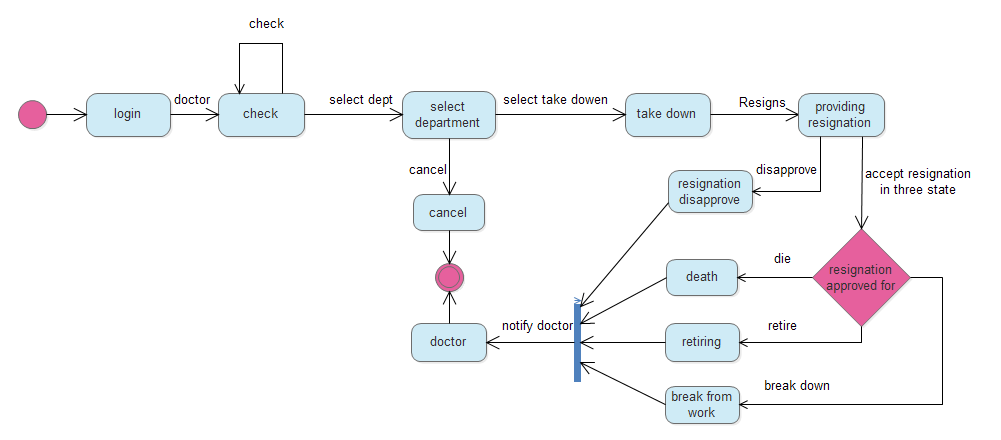 check
login
doctor
check
select dept
select
department
select take dowen
take down
Resigns
providing
resignation
cancel
disapprove
accept resignation
in three state
resignation
disapprove
cancel
die
resignation
approved for
death
notify doctor
retire
doctor
retiring
break down
break from
work